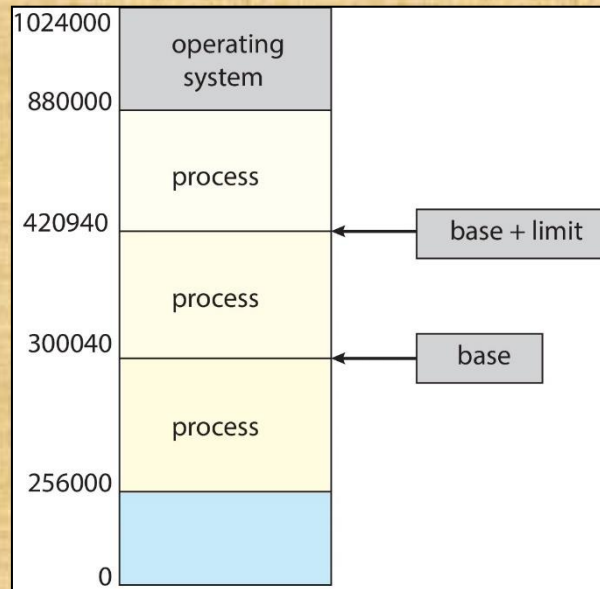 1024000
operating
system
880000
process
420940
base + limit
process
300040
base
process
256000
0